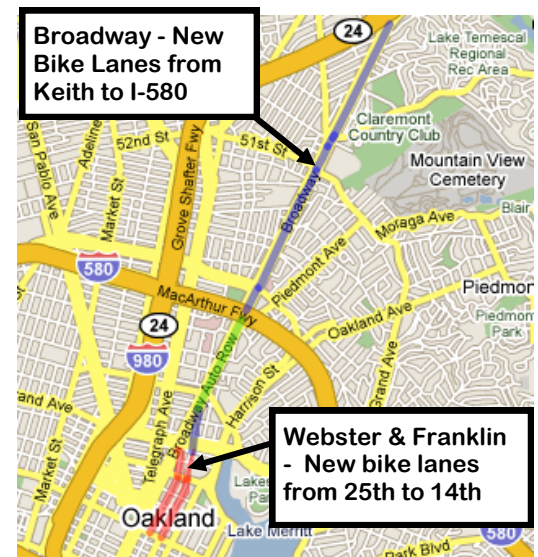 Broadway - New
Bike Lanes from
Keith to I-580
24
Lake Temescal
Regional
Rec Area
Claremont
Country Club
Mountain View
Cemetery
52nd St
51st St
San Pablo Ave
Adeline
Market St
Grove Shafter Fwy
Broadway
Moraga Ave
Blair
580
Piedmont Ave
MacArthur Fwy
Piedmon
Piedmont
Park
24
980
Oakland Ave
Grand Ave
Harrison St
Broadway Auto Row
Telegraph Ave
and Ave
Market St
Webster & Franklin
- New bike lanes
from 25th to 14th
Lakes
Pa
Oakland
Lake Merritt
Park Blvd
580